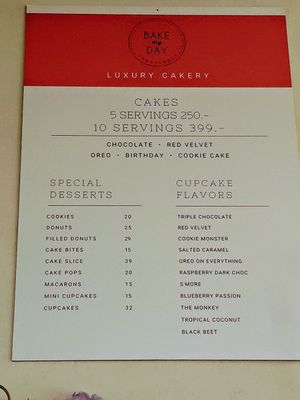 BAKE
my
DAY
LUXURY CAKERY
CAKES
5 SERVINGS 250.-
10 SERVINGS 399.-
CHOCOLATE • RED VELVET
OREO • BIRTHDAY • COOKIE CAKE
SPECIAL
DESSERTS
COOKIES 20
DONUTS 25
FILLED DONUTS 29
CAKE BITES 15
CAKE SLICE 39
CAKE POPS 20
MACARONS 15
MINI CUPCAKES 15
CUPCAKES 32
CUPCAKE
FLAVORS
TRIPLE CHOCOLATE
RED VELVET
COOKIE MONSTER
SALTED CARAMEL
OREO ON EVERYTHING
RASPBERRY DARK CHOC
S'MORE
BLUEBERRY PASSION
THE MONKEY
TROPICAL COCONUT
BLACK BEET